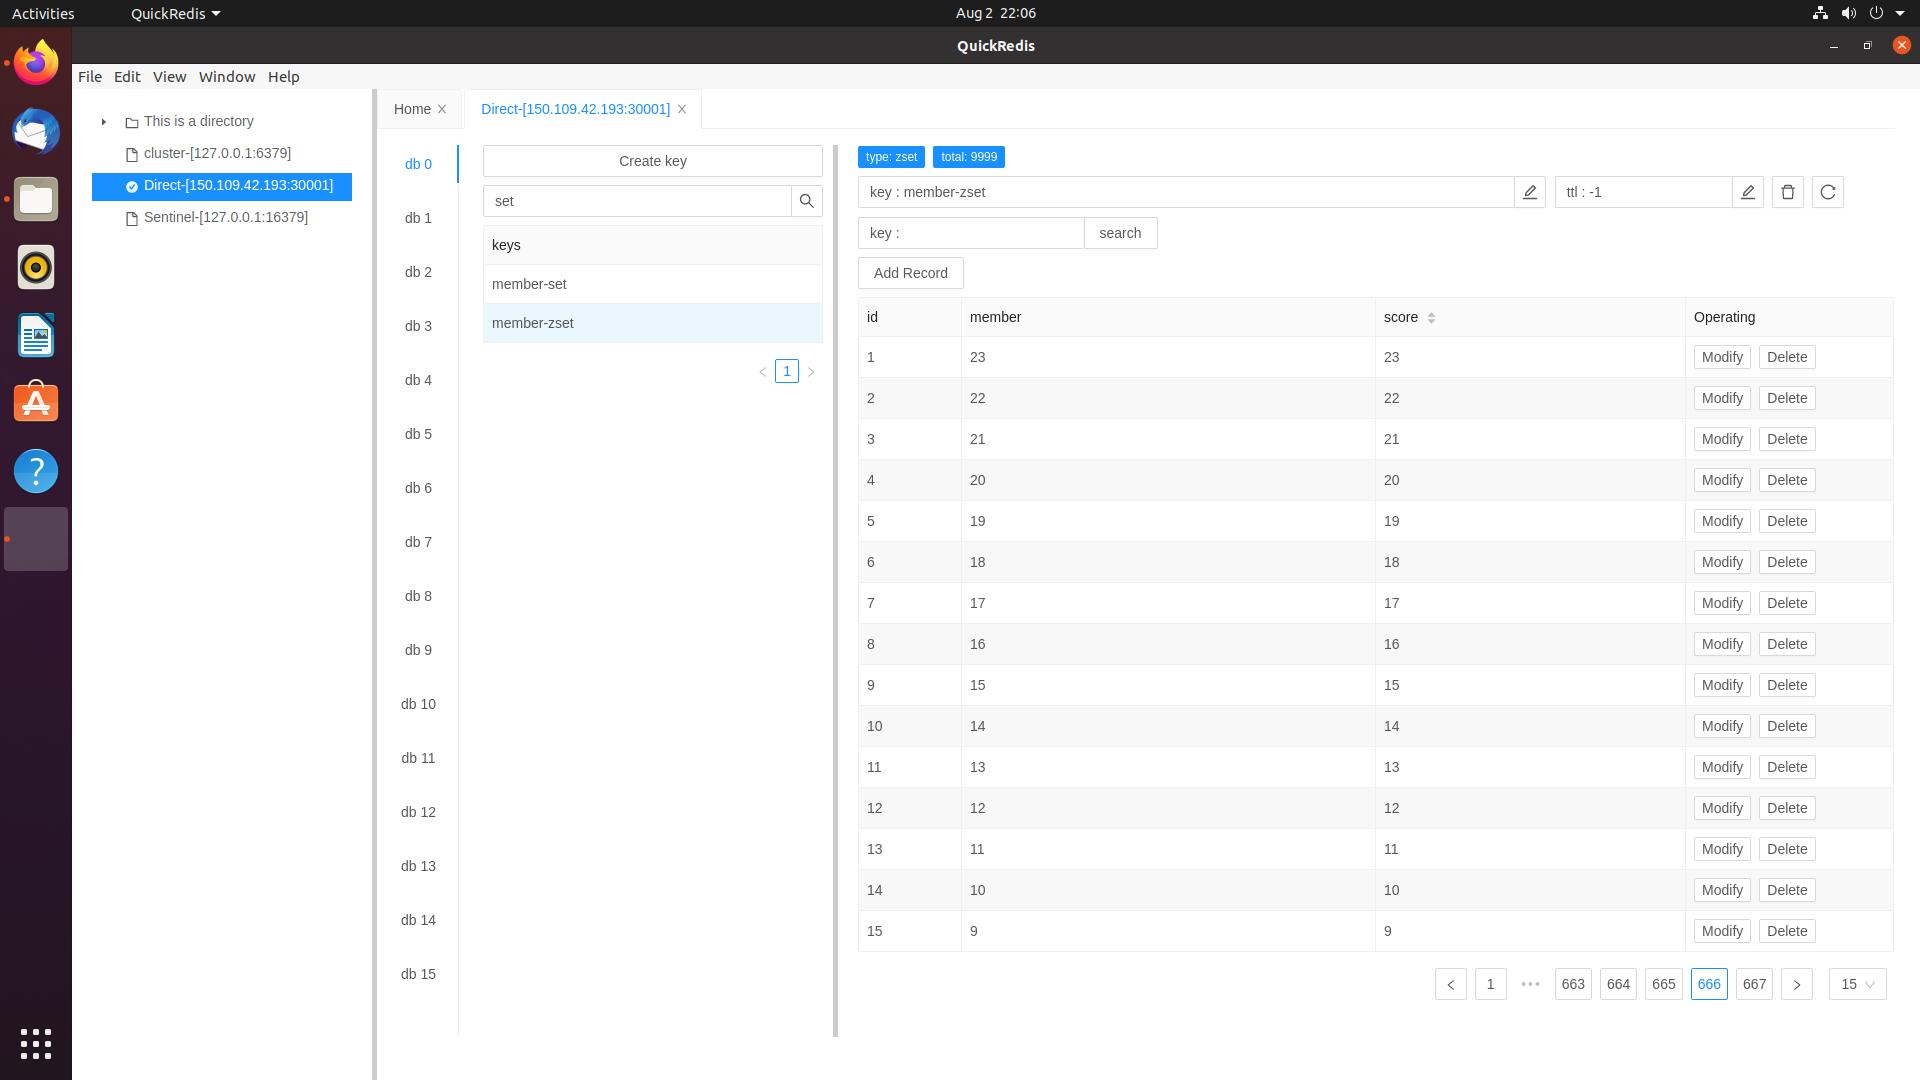 Activities QuickRedis Aug 2 22:06
QuickRedis
File Edit View Window Help
This is a directory
cluster-[127.0.0.1:6379]
Direct-[150.109.42.193:30001]
Sentinel-[127.0.0.1:16379]
Home Direct-[150.109.42.193:30001]
db 0
db 1
db 2
db 3
db 4
db 5
db 6
db 7
db 8
db 9
db 10
db 11
db 12
db 13
db 14
db 15
Create key
set
keys
member-set
member-zset
1
type: zset total: 9999
key : member-zset ttl : -1
key : search
Add Record
id member score Operating
1 23 23 Modify Delete
2 22 22 Modify Delete
3 21 21 Modify Delete
4 20 20 Modify Delete
5 19 19 Modify Delete
6 18 18 Modify Delete
7 17 17 Modify Delete
8 16 16 Modify Delete
9 15 15 Modify Delete
10 14 14 Modify Delete
11 13 13 Modify Delete
12 12 12 Modify Delete
13 11 11 Modify Delete
14 10 10 Modify Delete
15 9 9 Modify Delete
1 ••• 663 664 665 666 667 15